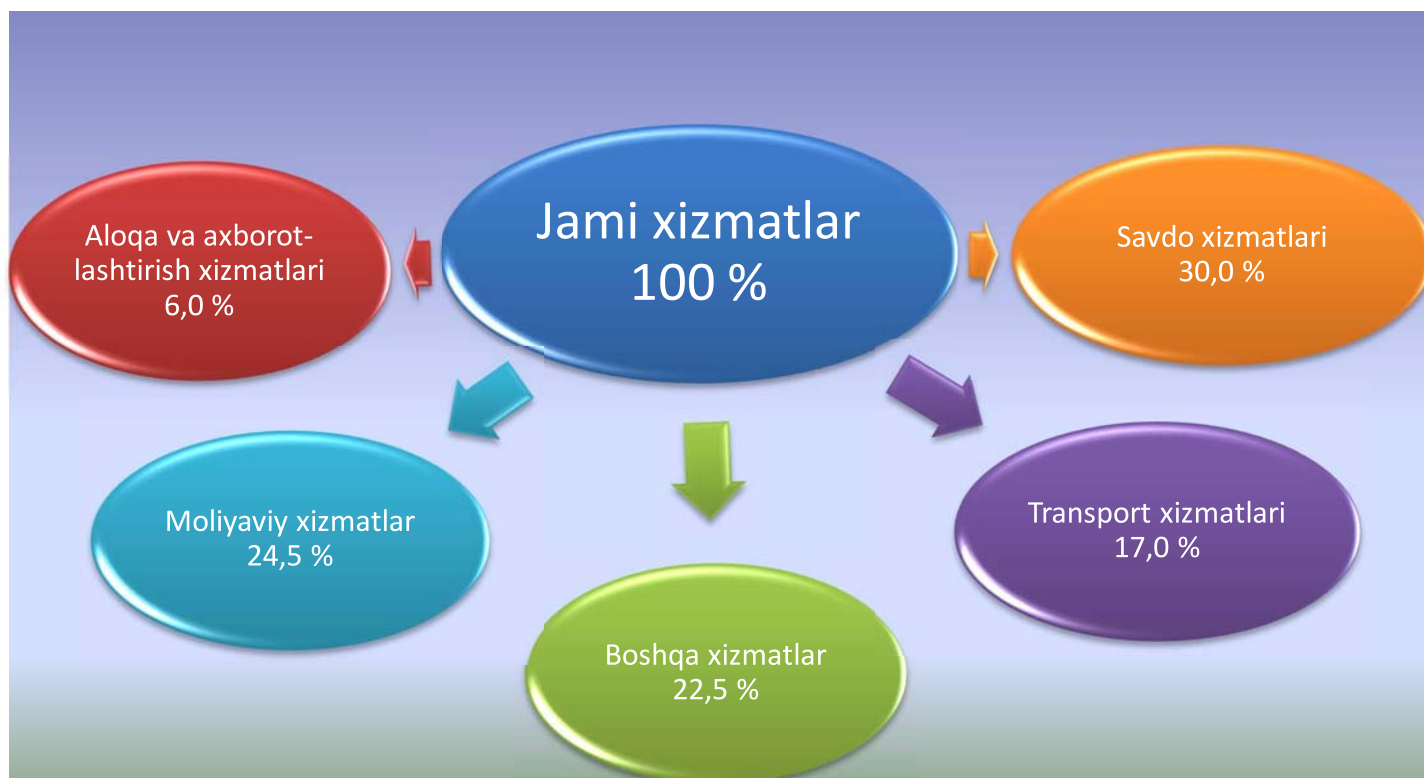 Jami xizmatlar
100 %
Aloqa va axborot-
lashtirish xizmatlari
6,0 %
Savdo xizmatlari
30,0 %
Moliyaviy xizmatlar
24,5 %
Transport xizmatlari
17,0 %
Boshqa xizmatlar
22,5 %